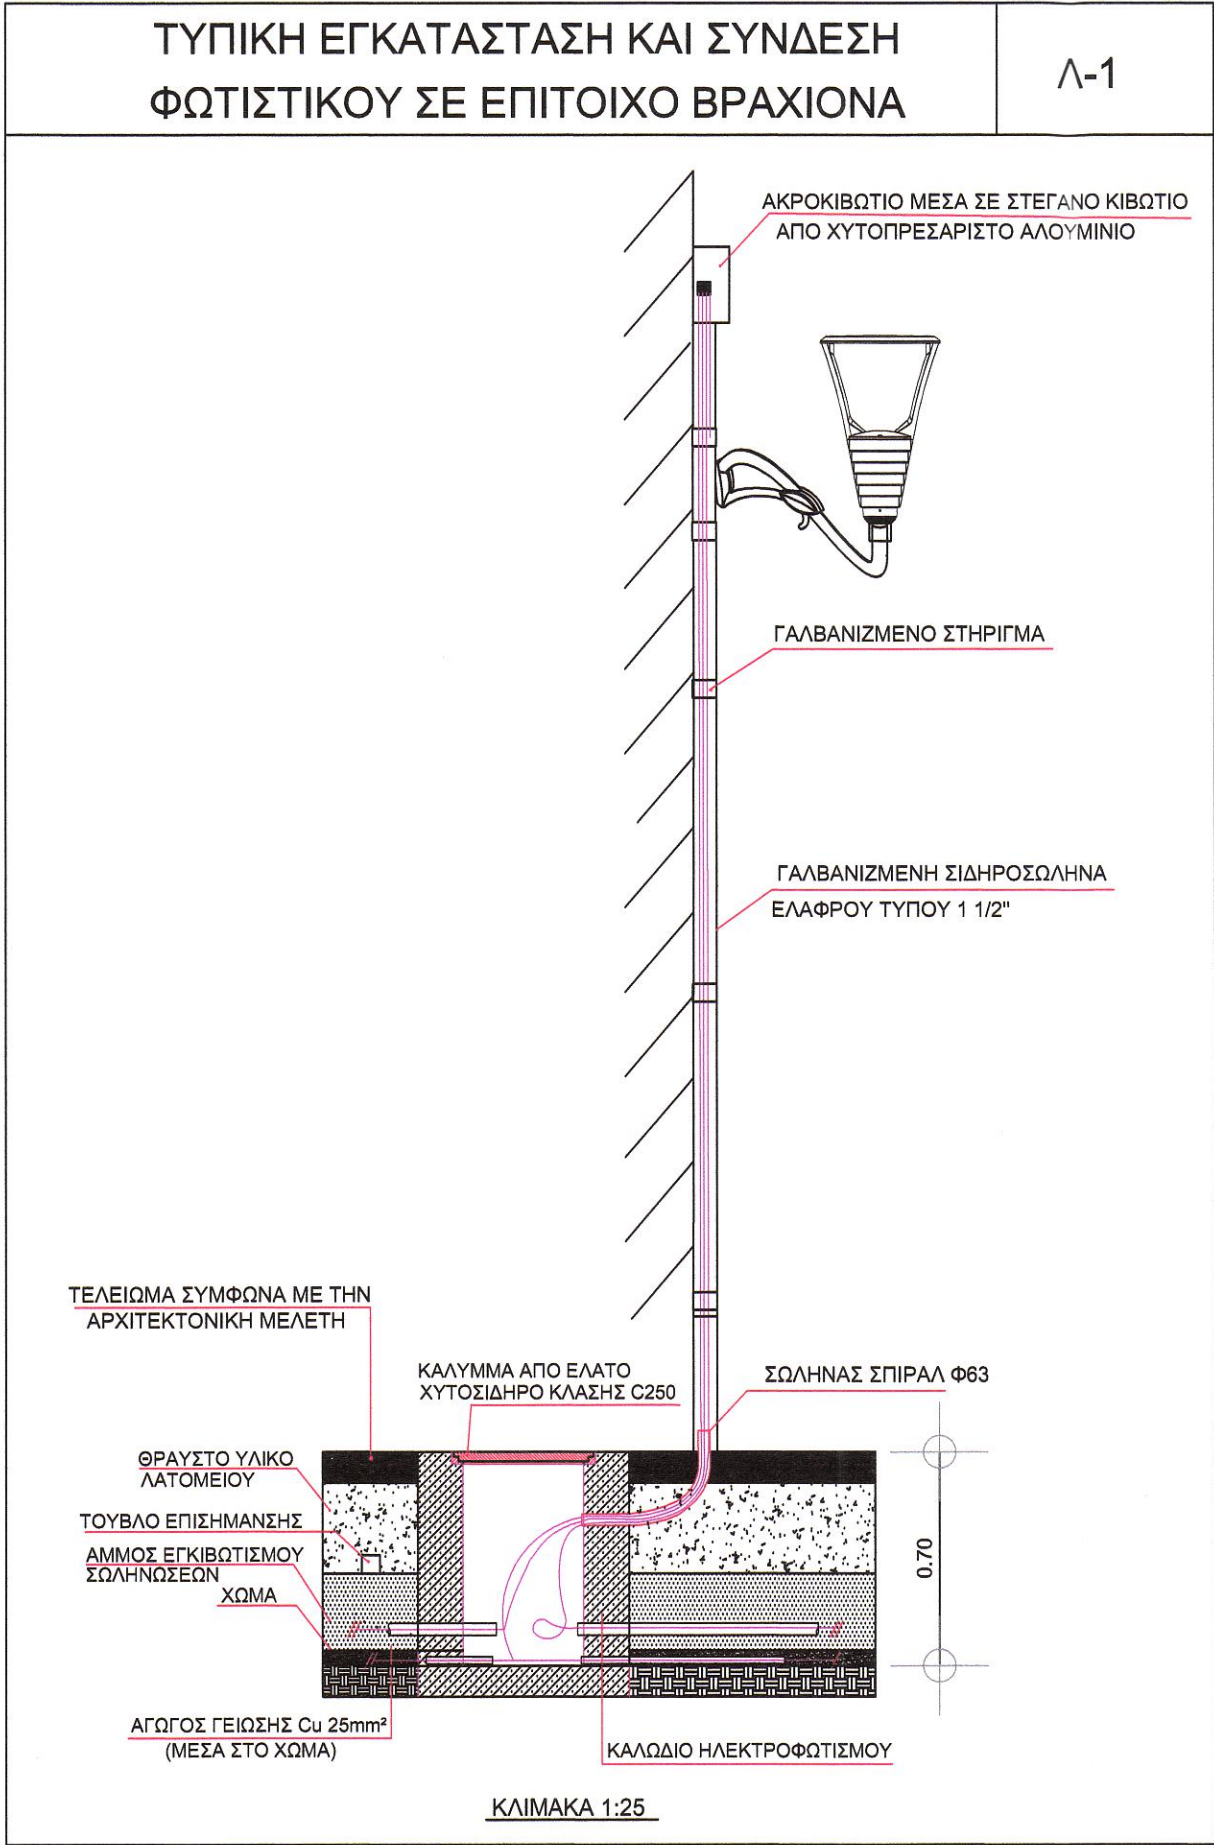 ΤΥΠΙΚΗ ΕΓΚΑΤΑΣΤΑΣΗ ΚΑΙ ΣΥΝΔΕΣΗ
ΦΩΤΙΣΤΙΚΟΥ ΣΕ ΕΠΙΤΟΙΧΟ ΒΡΑΧΙΟΝΑ
Λ-1
ΑΚΡΟΚΙΒΩΤΙΟ ΜΕΣΑ ΣΕ ΣΤΕΓΑΝΟ ΚΙΒΩΤΙΟ
ΑΠΟ ΧΥΤΟΠΡΕΣΑΡΙΣΤΟ ΑΛΟΥΜΙΝΙΟ
ΓΑΛΒΑΝΙΖΜΕΝΟ ΣΤΗΡΙΓΜΑ
ΓΑΛΒΑΝΙΖΜΕΝΗ ΣΙΔΗΡΟΣΩΛΗΝΑ
ΕΛΑΦΡΟΥ ΤΥΠΟΥ 1 1/2"
ΤΕΛΕΙΩΜΑ ΣΥΜΦΩΝΑ ΜΕ ΤΗΝ
ΑΡΧΙΤΕΚΤΟΝΙΚΗ ΜΕΛΕΤΗ
ΚΑΛΥΜΜΑ ΑΠΟ ΕΛΑΤΟ
ΧΥΤΟΣΙΔΗΡΟ ΚΛΑΣΗΣ C250
ΣΩΛΗΝΑΣ ΣΠΙΡΑΛ Φ63
ΘΡΑΥΣΤΟ ΥΛΙΚΟ
ΛΑΤΟΜΕΙΟΥ
ΤΟΥΒΛΟ ΕΠΙΣΗΜΑΝΣΗΣ
ΑΜΜΟΣ ΕΓΚΙΒΩΤΙΣΜΟΥ
ΣΩΛΗΝΩΣΕΩΝ
ΧΩΜΑ
0.70
ΑΓΩΓΟΣ ΓΕΙΩΣΗΣ Cu 25mm²
(ΜΕΣΑ ΣΤΟ ΧΩΜΑ)
ΚΑΛΩΔΙΟ ΗΛΕΚΤΡΟΦΩΤΙΣΜΟΥ
ΚΛΙΜΑΚΑ 1:25